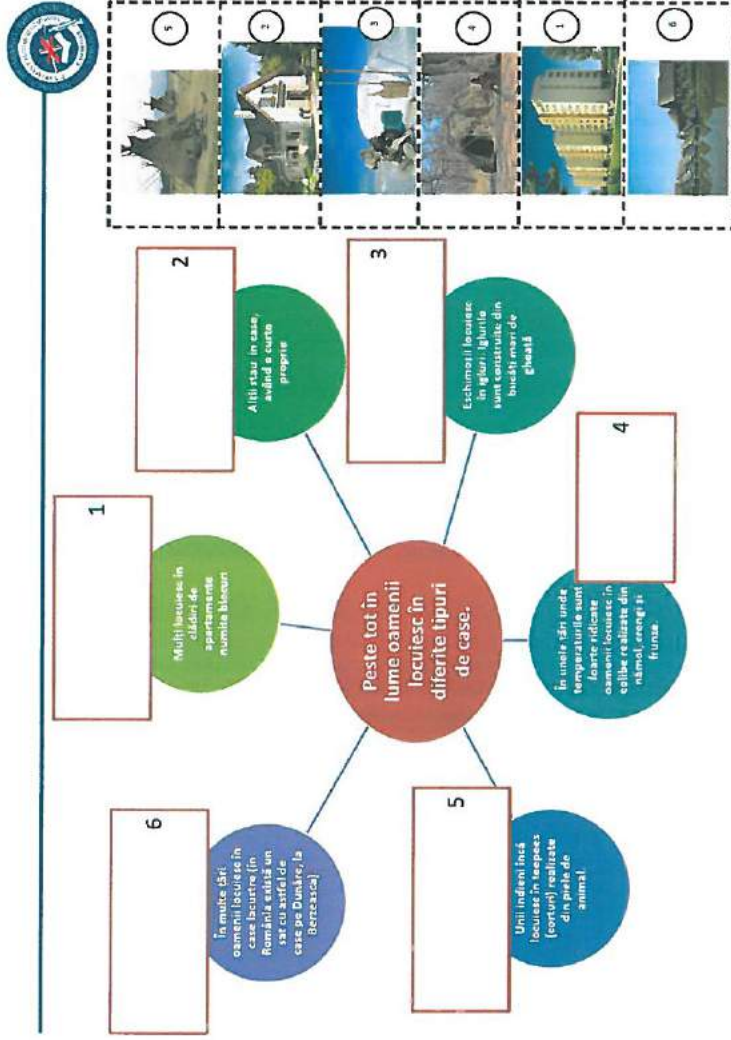 1
Mulți locuiesc în
clădiri de
apartamente
numite blocuri
2
Alții stau în case,
având o curte
proprie
3
Eschimoșii locuiesc
în igluri. Iglurile
sunt construite din
bucăți mari de
gheață
4
În unele țări unde
temperaturile sunt
foarte ridicate
oamenii locuiesc în
colibe realizate din
nămol, crengi si
frunze.
5
Unii indieni încă
locuiesc în teepees
(corturi) realizate
din piele de
animal.
6
În multe țări
oamenii locuiesc în
case lacustre (în
România există un
sat cu astfel de
case pe Dunăre, la
Berzeasca)
Peste tot în
lume oamenii
locuiesc în
diferite tipuri
de case.
5
2
3
4
1
6